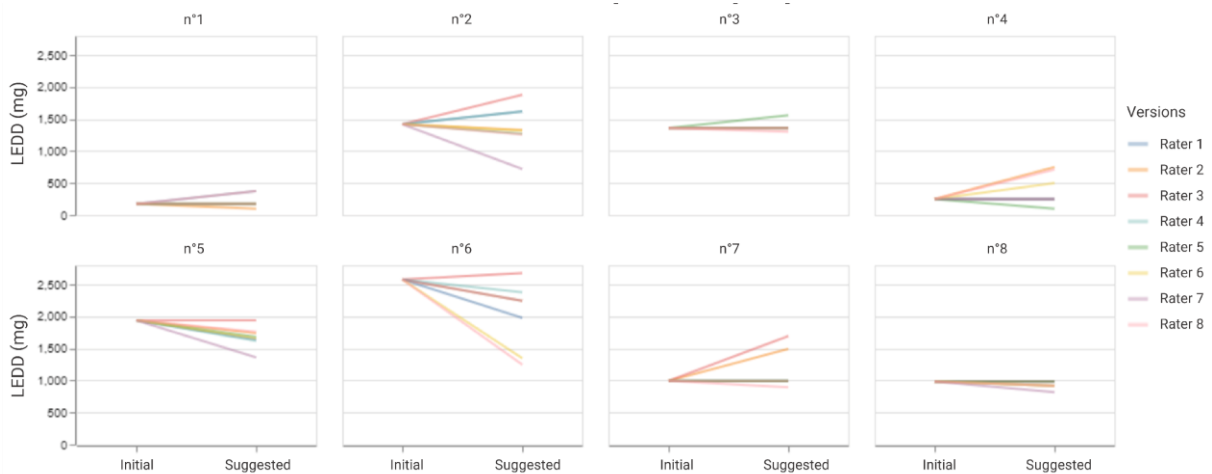 n°1
n°2
n°3
n°4
LEDD (mg)
2,500
2,000
1,500
1,000
500
0
Versions
Rater 1
Rater 2
Rater 3
Rater 4
Rater 5
Rater 6
Rater 7
Rater 8
n°5
n°6
n°7
n°8
LEDD (mg)
2,500
2,000
1,500
1,000
500
0
Initial
Suggested
Initial
Suggested
Initial
Suggested
Initial
Suggested